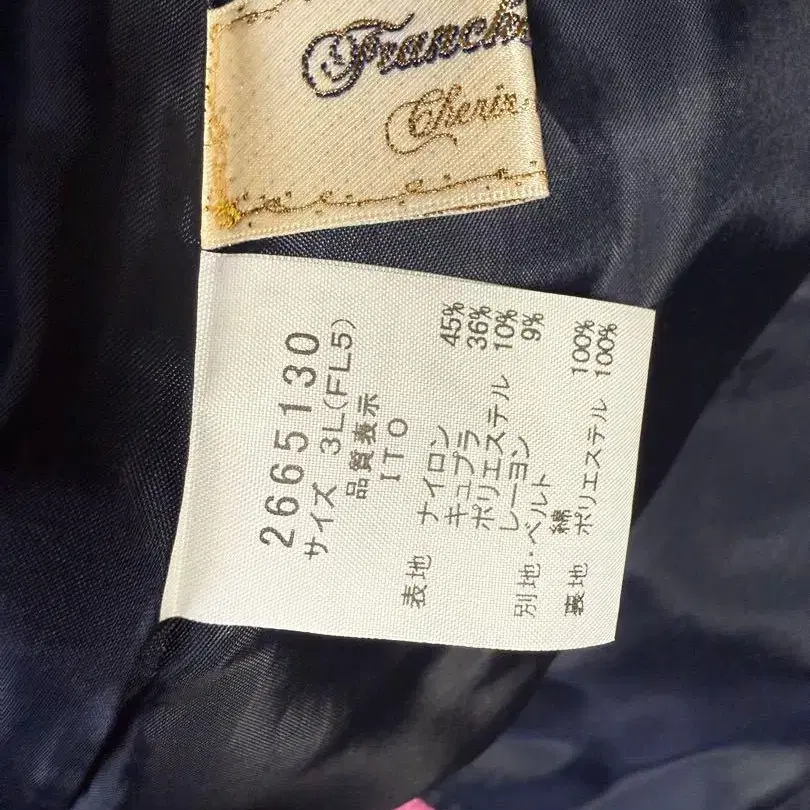 Cherir
2665130
サイズ 3L(FL5)
品質表示
ITO
表地 ナイロン 45%
キュプラ 36%
ポリエステル 10%
レーヨン 9%
別地・ベルト
綿 100%
裏地 ポリエステル 100%